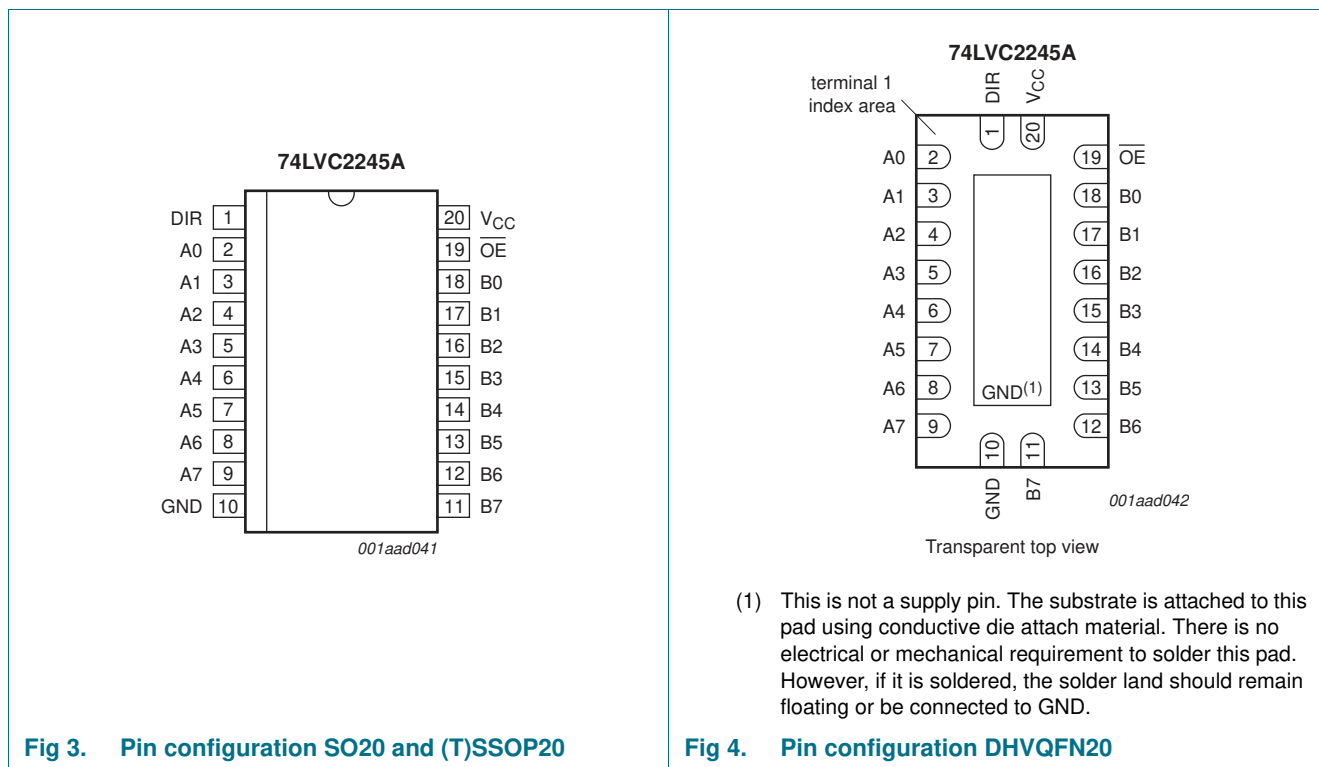 74LVC2245A
DIR 1
A0 2
A1 3
A2 4
A3 5
A4 6
A5 7
A6 8
A7 9
GND 10
20 VCC
19 OE
18 B0
17 B1
16 B2
15 B3
14 B4
13 B5
12 B6
11 B7
001aad041
Fig 3. Pin configuration SO20 and (T)SSOP20
74LVC2245A
terminal 1
index area
DIR
VCC
1
20
A0 2
A1 3
A2 4
A3 5
A4 6
A5 7
A6 8
A7 9
19 OE
18 B0
17 B1
16 B2
15 B3
14 B4
13 B5
12 B6
GND(1)
10
11
GND
B7
001aad042
Transparent top view
(1) This is not a supply pin. The substrate is attached to this
pad using conductive die attach material. There is no
electrical or mechanical requirement to solder this pad.
However, if it is soldered, the solder land should remain
floating or be connected to GND.
Fig 4. Pin configuration DHVQFN20